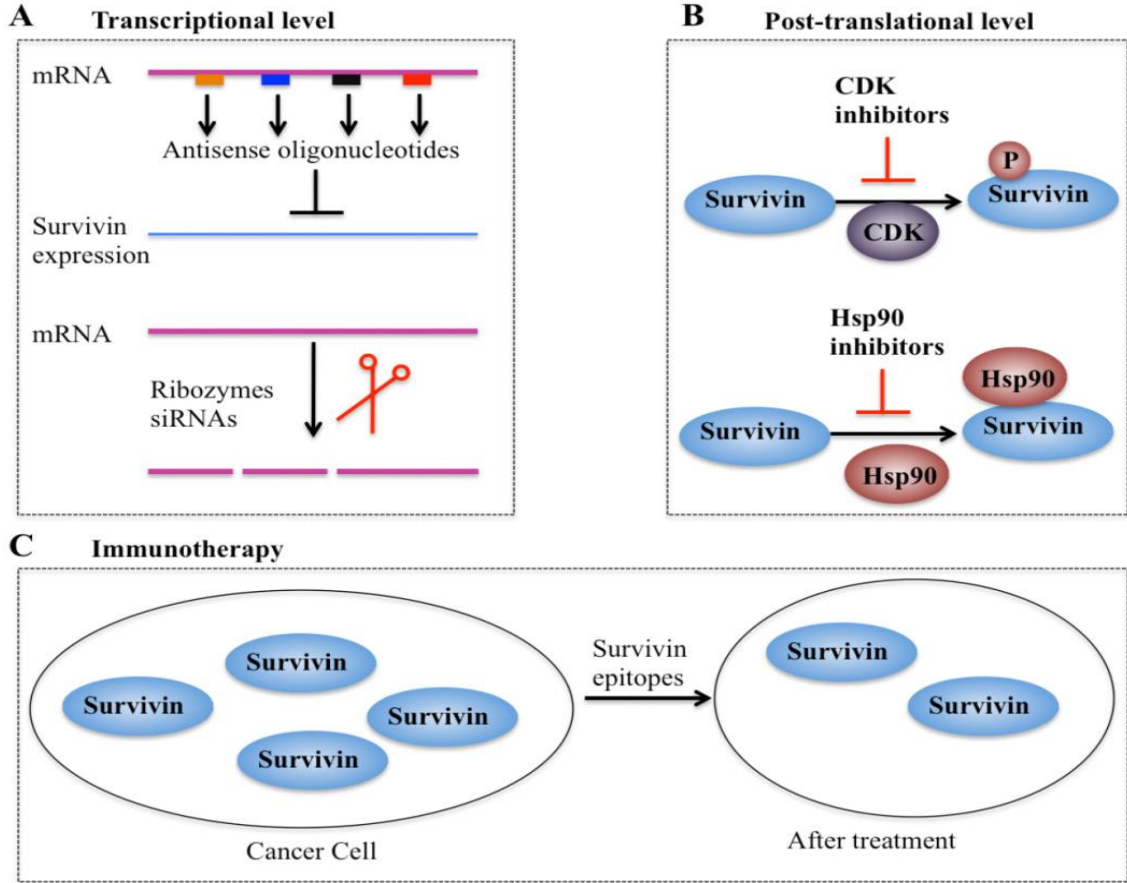 A Transcriptional level
mRNA
Antisense oligonucleotides
Survivin
expression
mRNA
Ribozymes
siRNAs
B Post-translational level
CDK
inhibitors
Survivin
CDK
P
Survivin
Hsp90
inhibitors
Survivin
Hsp90
Hsp90
Survivin
C Immunotherapy
Survivin
Survivin
Survivin
Survivin
Cancer Cell
Survivin
epitopes
Survivin
Survivin
After treatment